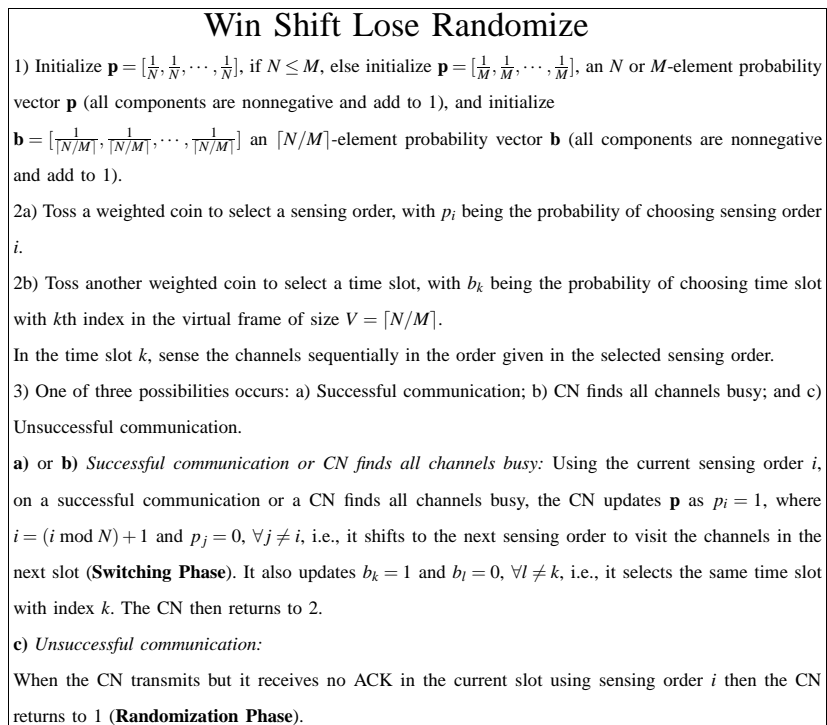 Win Shift Lose Randomize
1) Initialize p = [1/N, 1/N, ⋯, 1/N], if N ≤ M, else initialize p = [1/M, 1/M, ⋯, 1/M], an N or M-element probability
vector p (all components are nonnegative and add to 1), and initialize
b = [1/⌈N/M⌉, 1/⌈N/M⌉, ⋯, 1/⌈N/M⌉] an ⌈N/M⌉-element probability vector b (all components are nonnegative
and add to 1).
2a) Toss a weighted coin to select a sensing order, with p_i being the probability of choosing sensing order
i.
2b) Toss another weighted coin to select a time slot, with b_k being the probability of choosing time slot
with kth index in the virtual frame of size V = ⌈N/M⌉.
In the time slot k, sense the channels sequentially in the order given in the selected sensing order.
3) One of three possibilities occurs: a) Successful communication; b) CN finds all channels busy; and c)
Unsuccessful communication.
a) or b) Successful communication or CN finds all channels busy: Using the current sensing order i,
on a successful communication or a CN finds all channels busy, the CN updates p as p_i = 1, where
i = (i mod N) + 1 and p_j = 0, ∀j ≠ i, i.e., it shifts to the next sensing order to visit the channels in the
next slot (Switching Phase). It also updates b_k = 1 and b_l = 0, ∀l ≠ k, i.e., it selects the same time slot
with index k. The CN then returns to 2.
c) Unsuccessful communication:
When the CN transmits but it receives no ACK in the current slot using sensing order i then the CN
returns to 1 (Randomization Phase).